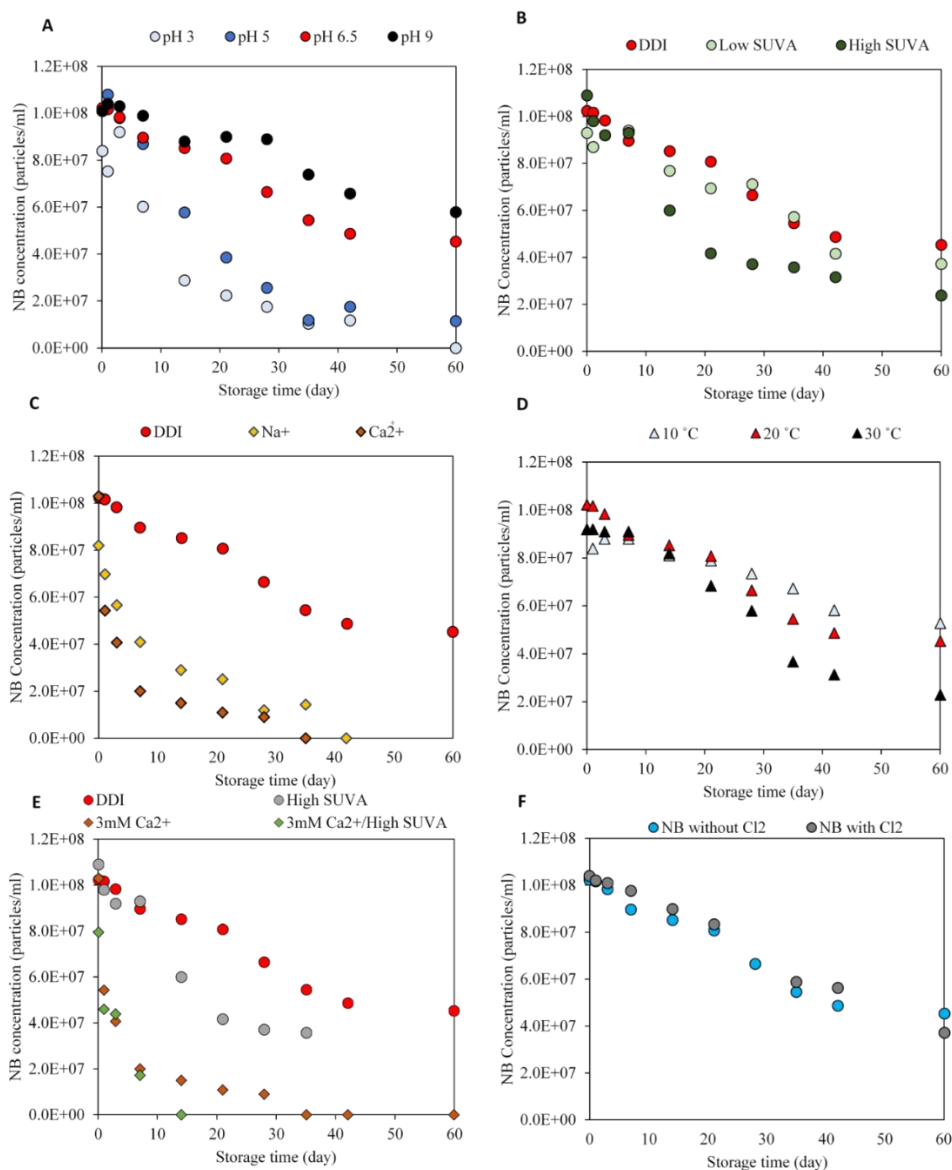 A
pH 3 pH 5 pH 6.5 pH 9
NB concentration (particles/ml)
1.2E+08
1.0E+08
8.0E+07
6.0E+07
4.0E+07
2.0E+07
0.0E+00
0 10 20 30 40 50 60
Storage time (day)
B
DDI Low SUVA High SUVA
NB Concentration (particles/ml)
1.2E+08
1.0E+08
8.0E+07
6.0E+07
4.0E+07
2.0E+07
0.0E+00
0 10 20 30 40 50 60
Storage time (day)
C
DDI Na+ Ca2+
NB Concentration (particles/ml)
1.2E+08
1.0E+08
8.0E+07
6.0E+07
4.0E+07
2.0E+07
0.0E+00
0 10 20 30 40 50 60
Storage time (day)
D
10 ˚C 20 ˚C 30 ˚C
NB Concentration (particles/ml)
1.2E+08
1.0E+08
8.0E+07
6.0E+07
4.0E+07
2.0E+07
0.0E+00
0 10 20 30 40 50 60
Storage time (day)
E
DDI High SUVA
3mM Ca2+ 3mM Ca2+/High SUVA
NB concentration (particles/ml)
1.2E+08
1.0E+08
8.0E+07
6.0E+07
4.0E+07
2.0E+07
0.0E+00
0 10 20 30 40 50 60
Storage time (day)
F
NB without Cl2 NB with Cl2
NB Concentration (particles/ml)
1.2E+08
1.0E+08
8.0E+07
6.0E+07
4.0E+07
2.0E+07
0.0E+00
0 10 20 30 40 50 60
Storage time (day)